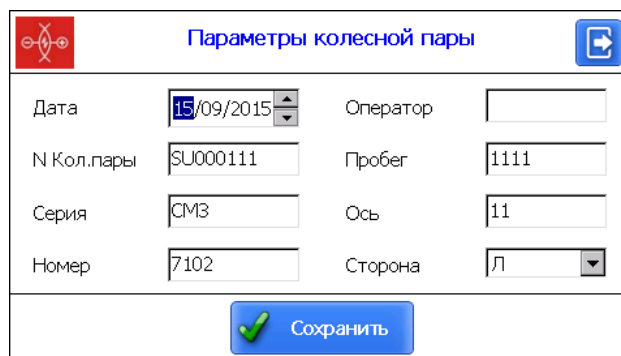 Параметры колесной пары
Дата 15/09/2015 Оператор
N Кол.пары SU000111 Пробег 1111
Серия СМ3 Ось 11
Номер 7102 Сторона Л
Сохранить